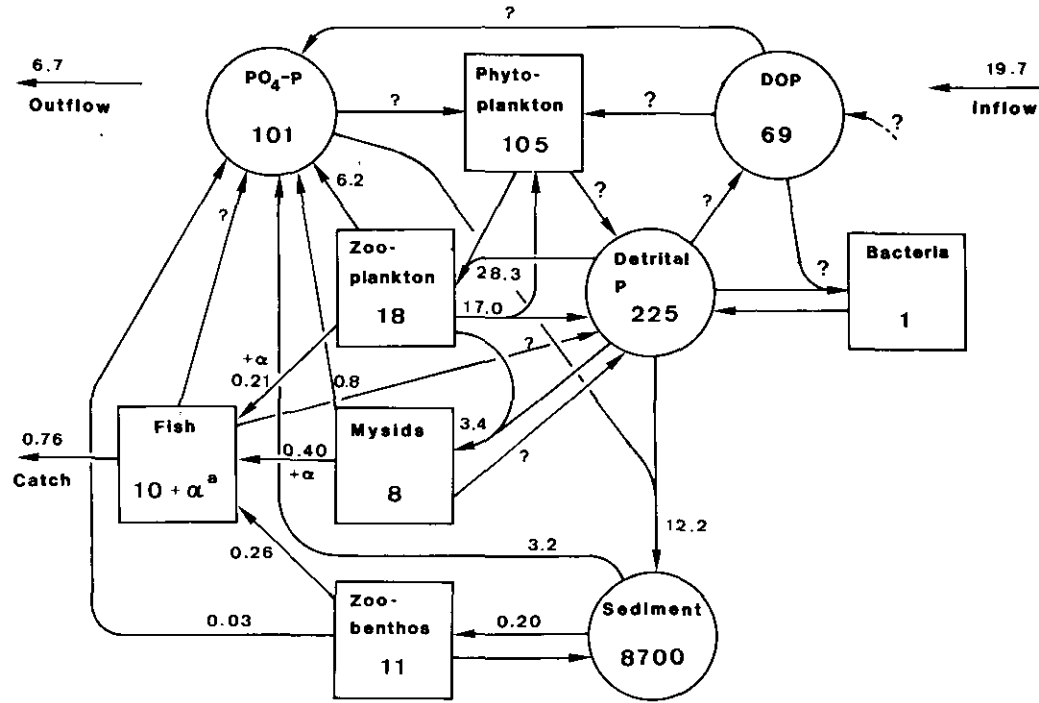 ?
6.7
Outflow
PO₄-P
101
?
Phyto-
plankton
105
?
DOP
69
19.7
Inflow
?
6.2
?
?
?
Zoo-
plankton
18
28.3
17.0
Detrital
P
225
?
Bacteria
1
+α
0.21
0.8
?
Fish
10 + αᵃ
0.76
Catch
0.40
+α
Mysids
8
3.4
?
12.2
0.26
3.2
Zoo-
benthos
11
0.03
0.20
Sediment
8700